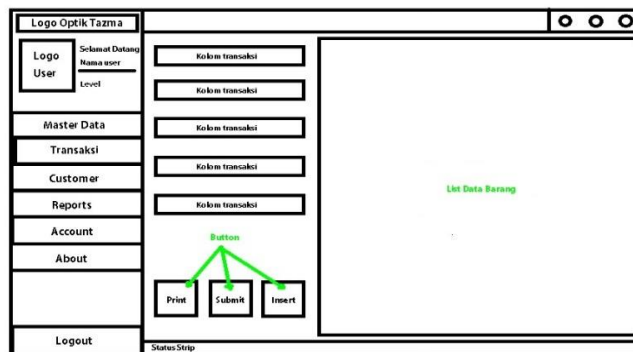 Logo Optik Tazma
Logo
User
Selamat Datang
Nama user
Level
Master Data
Transaksi
Customer
Reports
Account
About
Logout
Kolom transaksi
Kolom transaksi
Kolom transaksi
Kolom transaksi
Kolom transaksi
Button
Print
Submit
Insert
List Data Barang
Status Strip